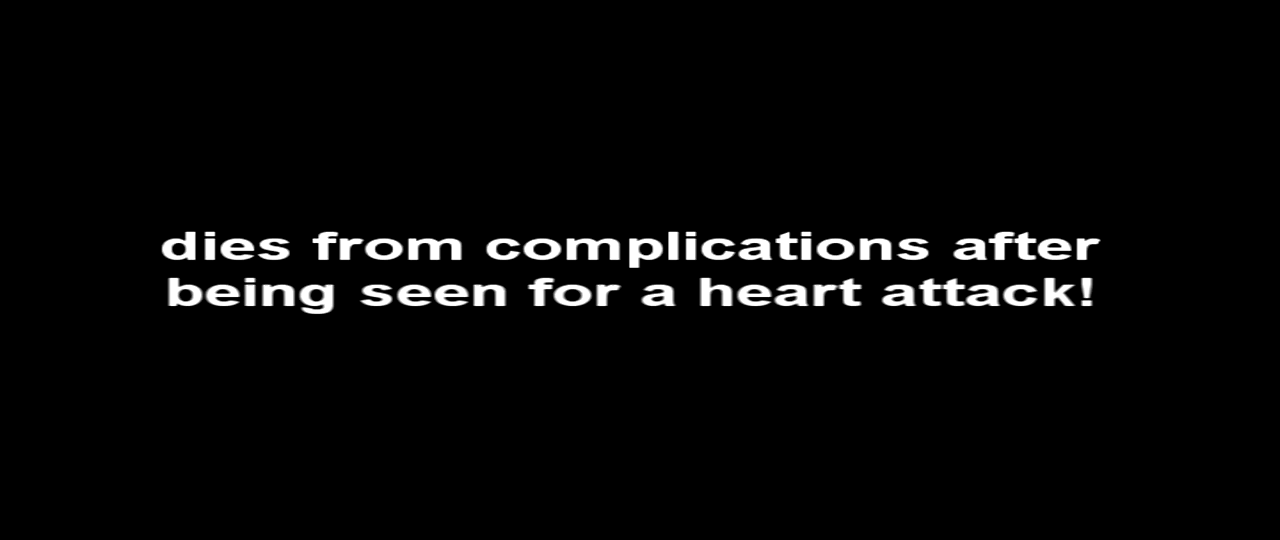 dies from complications after
being seen for a heart attack!